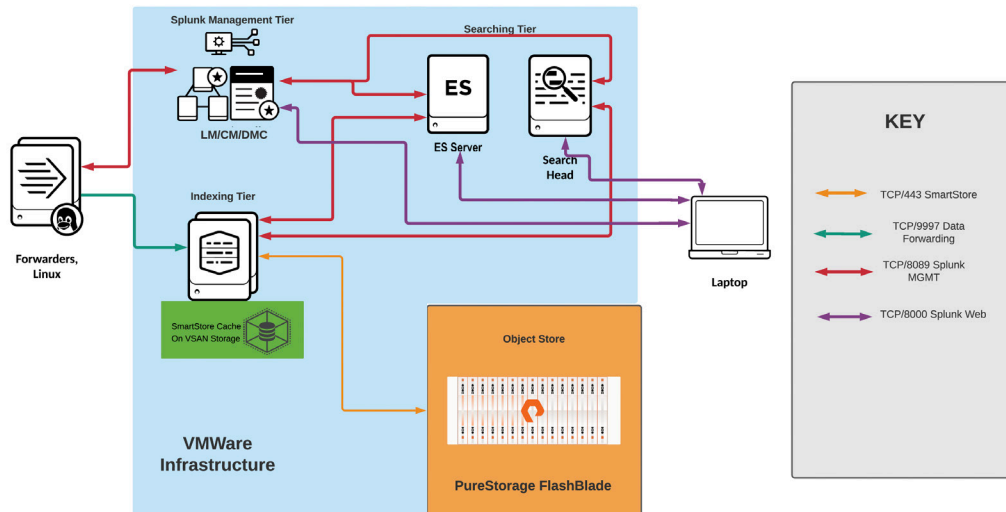 Splunk Management Tier
Searching Tier
ES
LM/CM/DMC
ES Server
Search
Head
Indexing Tier
Forwarders,
Linux
SmartStore Cache
On VSAN Storage
Laptop
Object Store
VMWare
Infrastructure
PureStorage FlashBlade
KEY
TCP/443 SmartStore
TCP/9997 Data
Forwarding
TCP/8089 Splunk
MGMT
TCP/8000 Splunk Web